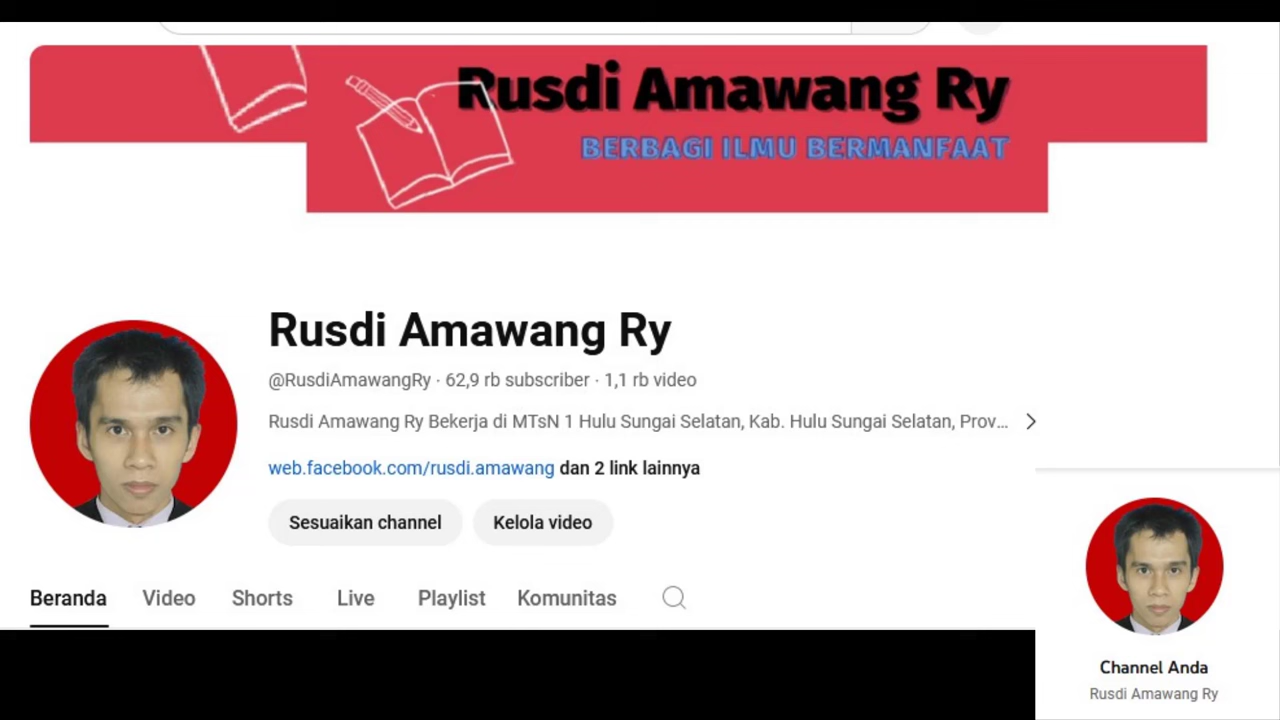 Rusdi Amawang Ry
BERBAGI ILMU BERMANFAAT
Rusdi Amawang Ry
@RusdiAmawangRy · 62,9 rb subscriber · 1,1 rb video
Rusdi Amawang Ry Bekerja di MTsN 1 Hulu Sungai Selatan, Kab. Hulu Sungai Selatan, Prov...
web.facebook.com/rusdi.amawang dan 2 link lainnya
Sesuaikan channel Kelola video
Beranda Video Shorts Live Playlist Komunitas
Channel Anda
Rusdi Amawang Ry